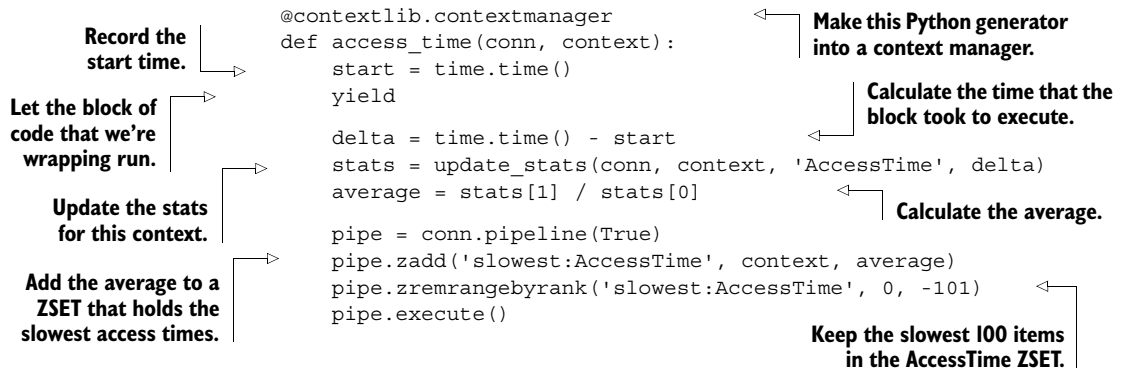 @contextlib.contextmanager
def access_time(conn, context):
    start = time.time()
    yield
    delta = time.time() - start
    stats = update_stats(conn, context, 'AccessTime', delta)
    average = stats[1] / stats[0]
    pipe = conn.pipeline(True)
    pipe.zadd('slowest:AccessTime', context, average)
    pipe.zremrangebyrank('slowest:AccessTime', 0, -101)
    pipe.execute()
Make this Python generator
into a context manager.
Record the
start time.
Let the block of
code that we're
wrapping run.
Calculate the time that the
block took to execute.
Update the stats
for this context.
Calculate the average.
Add the average to a
ZSET that holds the
slowest access times.
Keep the slowest 100 items
in the AccessTime ZSET.